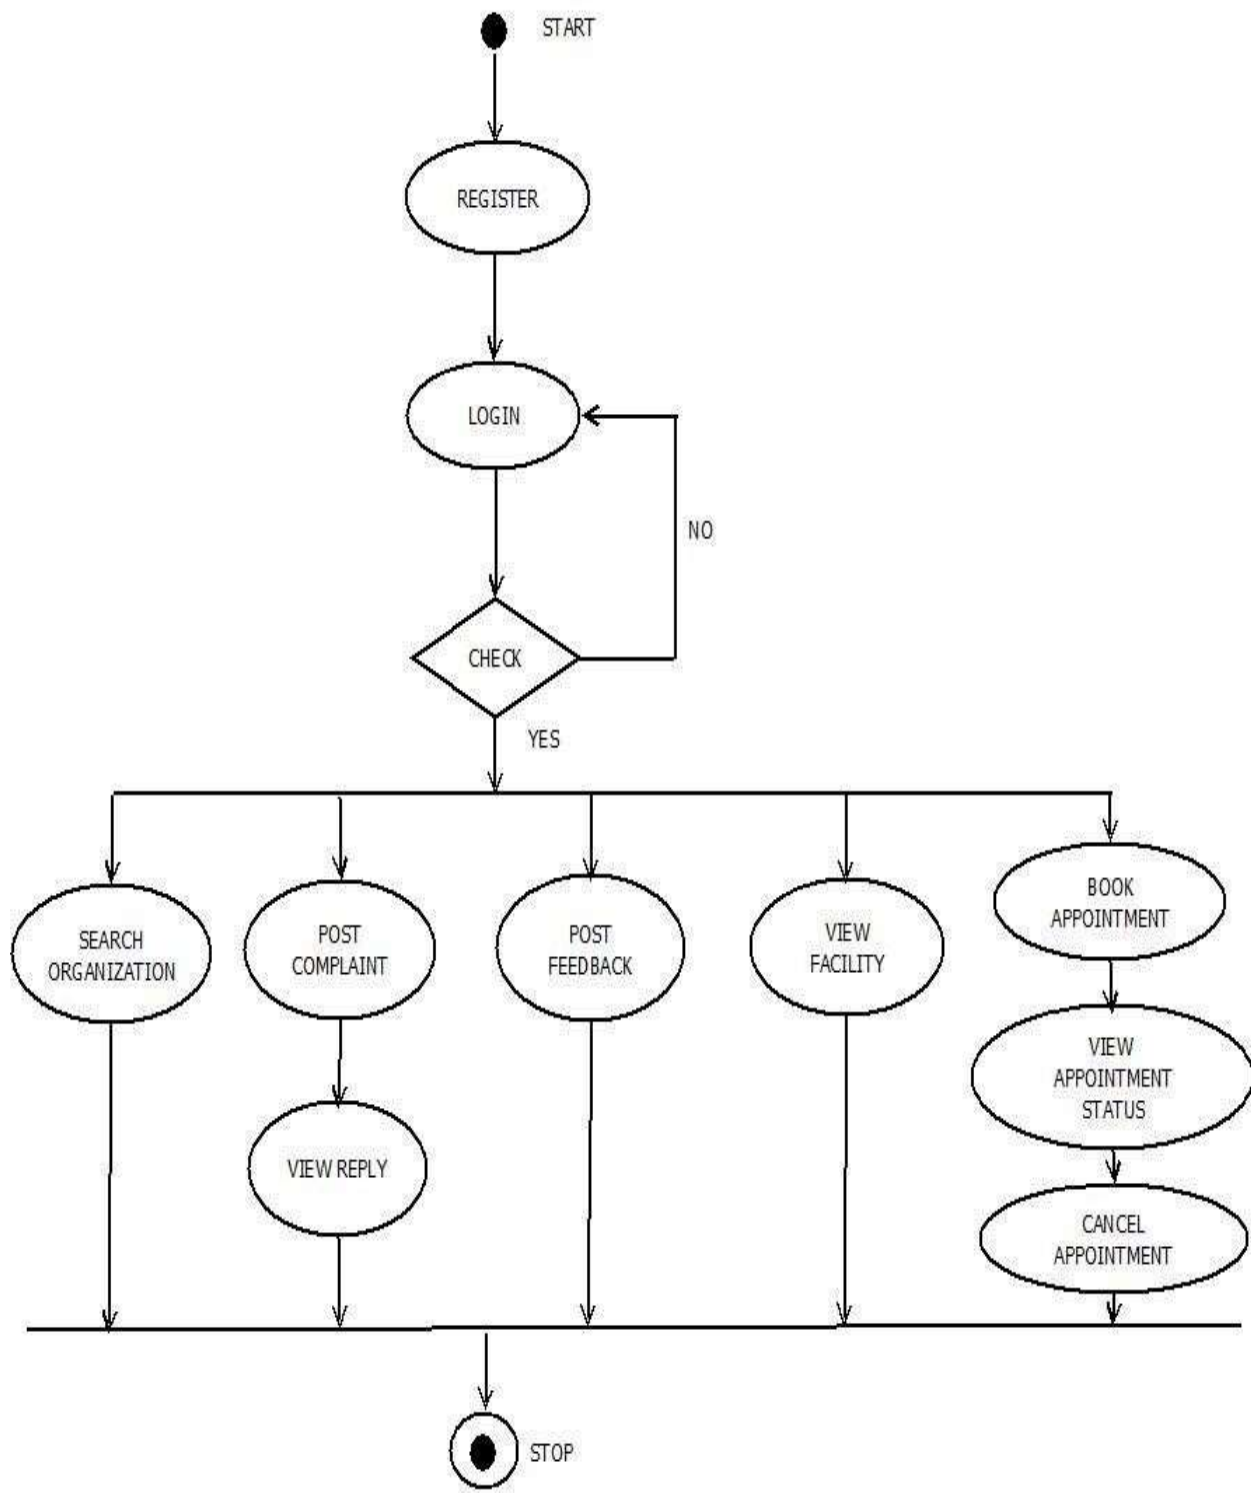 START
REGISTER
LOGIN
NO
CHECK
YES
SEARCH
ORGANIZATION
POST
COMPLAINT
POST
FEEDBACK
VIEW
FACILITY
BOOK
APPOINTMENT
VIEW
APPOINTMENT
STATUS
VIEW REPLY
CANCEL
APPOINTMENT
STOP